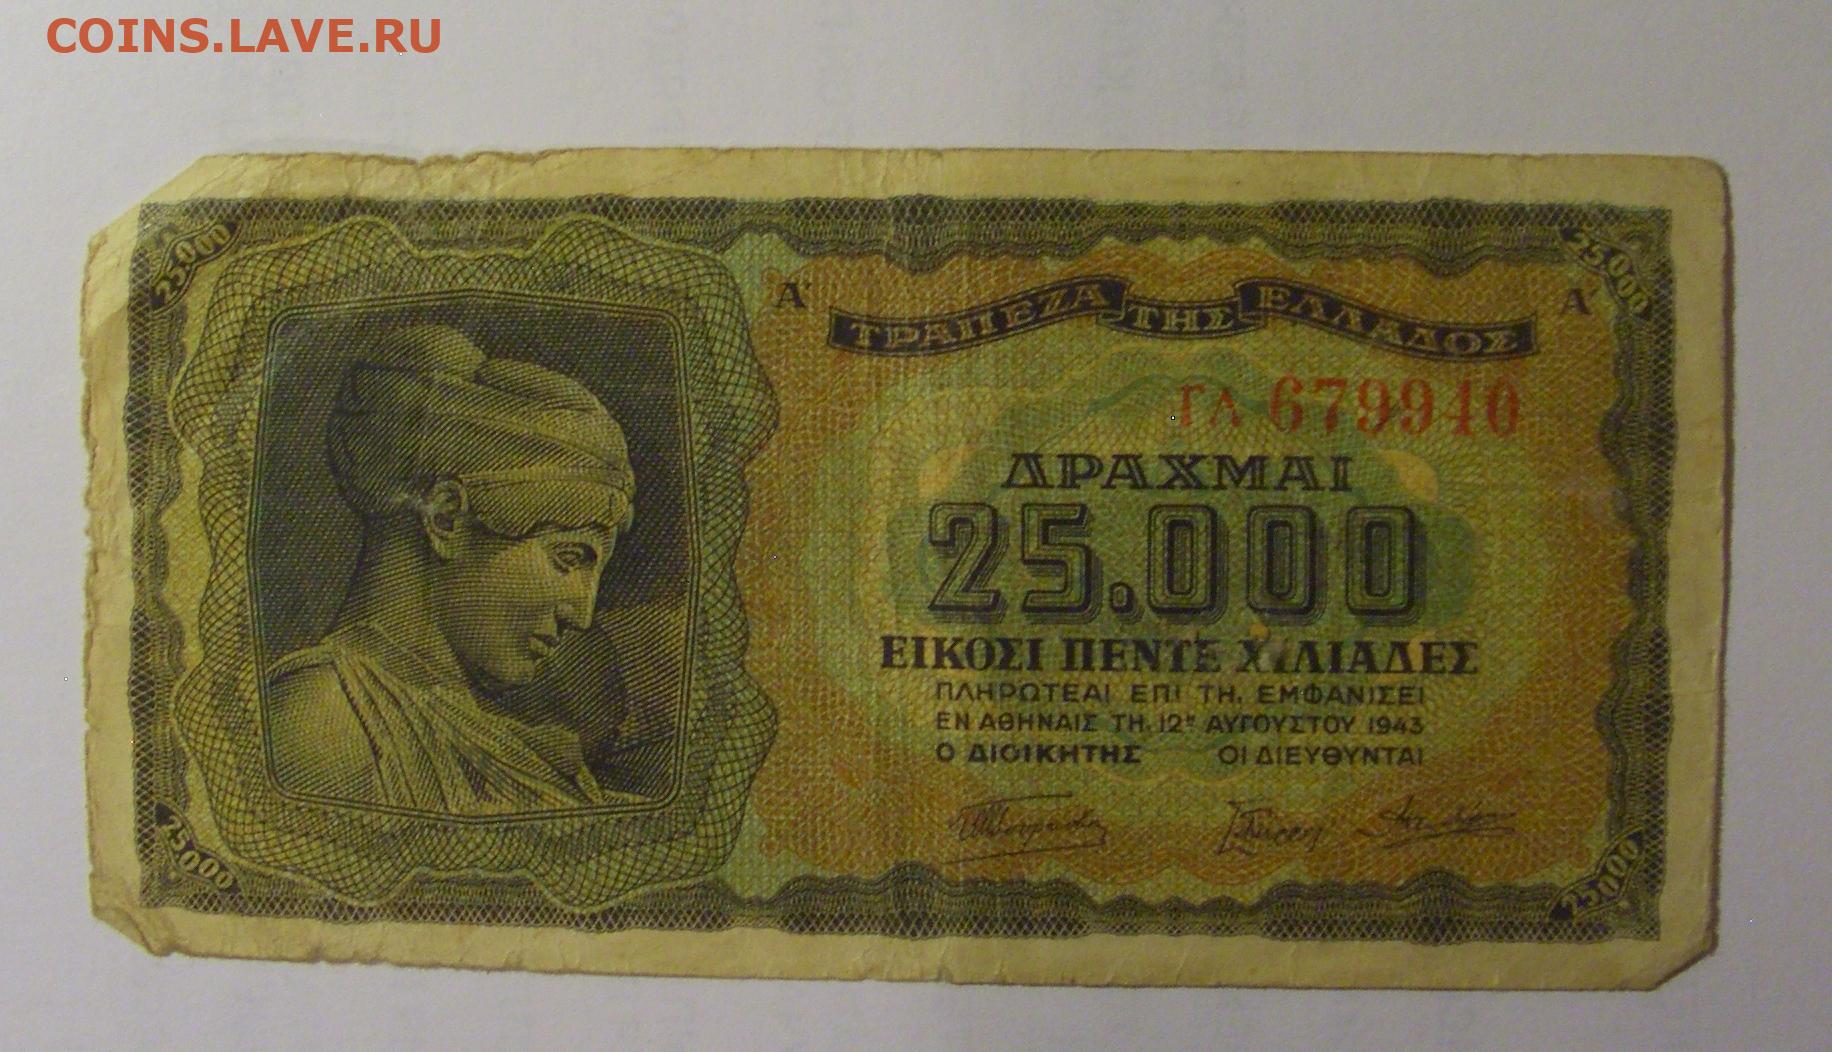 COINS.LAVE.RU
25000
25000
Α' Α'
ΤΡΑΠΕΖΑ ΤΗΣ ΕΛΛΑΔΟΣ
ΓΛ 679940
ΔΡΑΧΜΑΙ
25.000
ΕΙΚΟΣΙ ΠΕΝΤΕ ΧΙΛΙΑΔΕΣ
ΠΛΗΡΩΤΕΑΙ ΕΠΙ ΤΗ, ΕΜΦΑΝΙΣΕΙ
ΕΝ ΑΘΗΝΑΙΣ ΤΗ, 12ῃ ΑΥΓΟΥΣΤΟΥ 1943
Ο ΔΙΟΙΚΗΤΗΣ ΟΙ ΔΙΕΥΘΥΝΤΑΙ
25000
25000